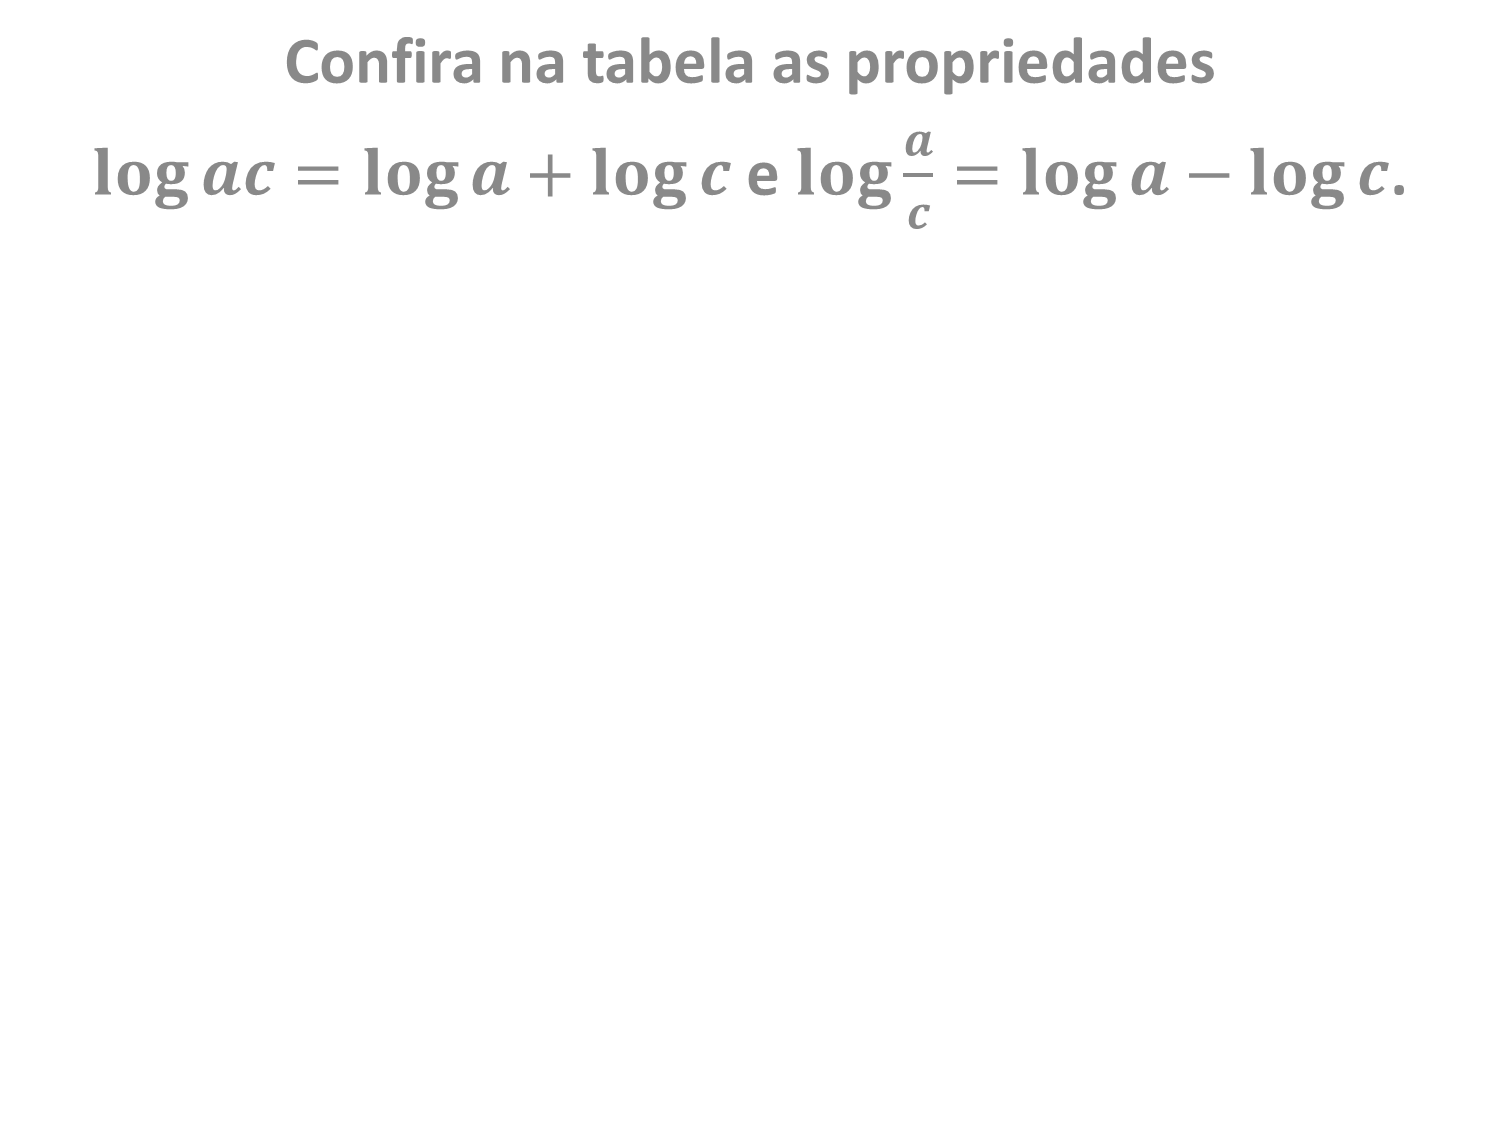 Confira na tabela as propriedades
log ac = log a + log c e log a/c = log a − log c.